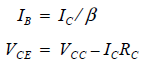 I_B = I_C/β
V_CE = V_CC − I_C R_C